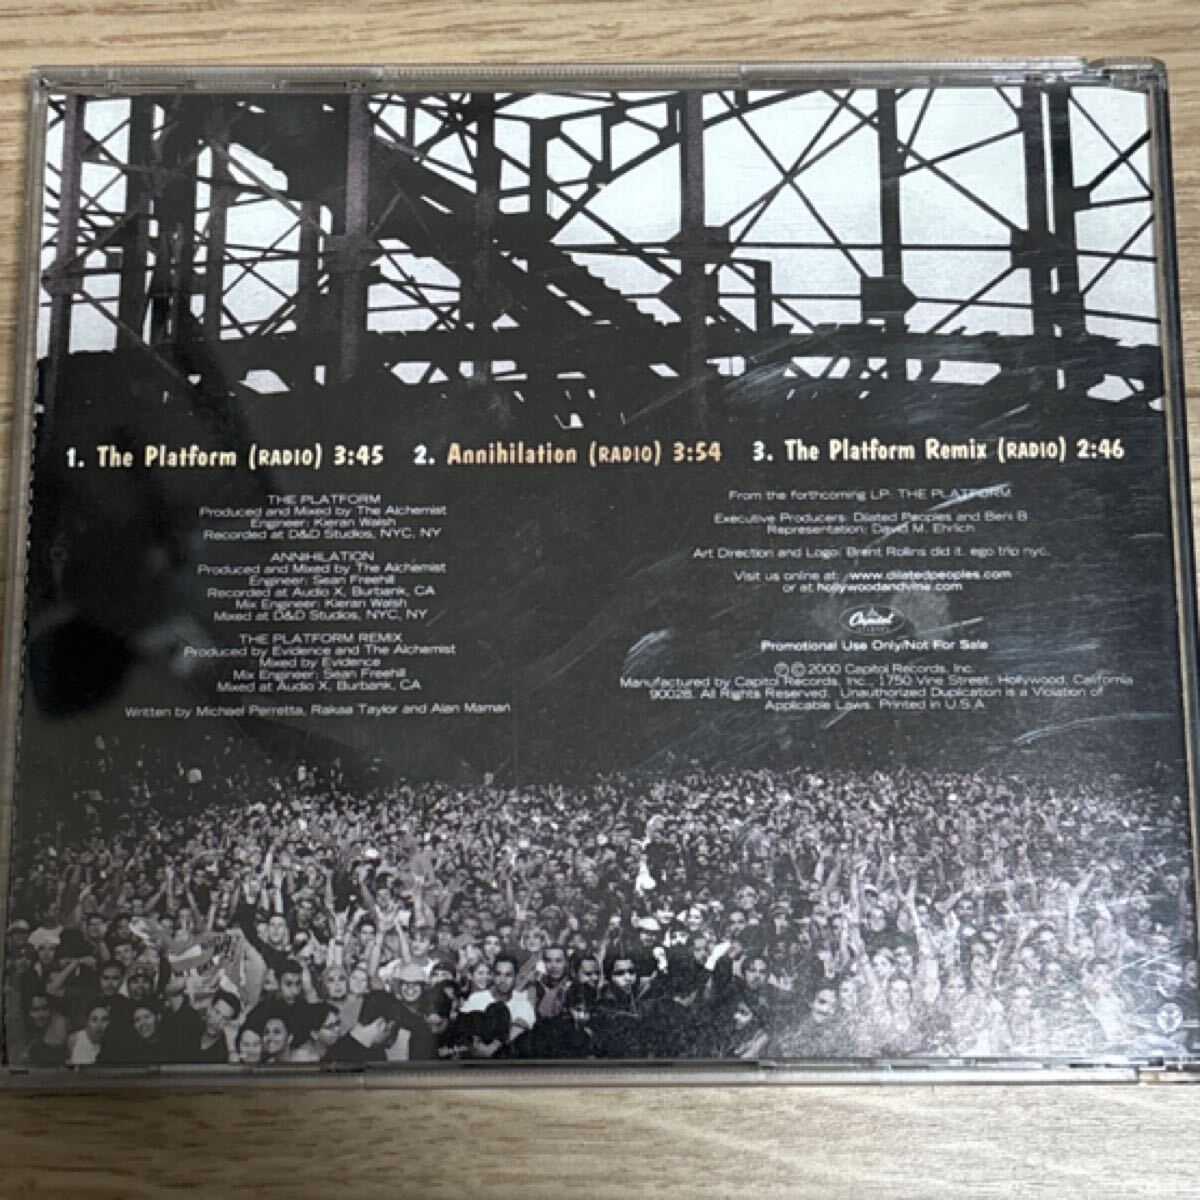 1. The Platform (RADIO) 3:45 2. Annihilation (RADIO) 3:54 3. The Platform Remix (RADIO) 2:46
THE PLATFORM
Produced and Mixed by The Alchemist
Engineer: Kieran Walsh
Recorded at D&D Studios, NYC, NY
ANNIHILATION
Produced and Mixed by The Alchemist
Engineer: Sean Freehill
Recorded at Audio X, Burbank, CA
Mix Engineer: Kieran Walsh
Mixed at D&D Studios, NYC, NY
THE PLATFORM REMIX
Produced by Evidence and The Alchemist
Mixed by Evidence
Mix Engineer: Sean Freehill
Mixed at Audio X, Burbank, CA
Written by Michael Perretta, Rakaa Taylor and Alan Maman
From the forthcoming LP: THE PLATFORM
Executive Producers: Dilated Peoples and Beni B
Representation: David M. Ehrlich
Art Direction and Logo: Brent Rollins did it. ego trip nyc.
Visit us online at: www.dilatedpeoples.com
or at hollywoodandvine.com
Capitol
Promotional Use Only/Not For Sale
℗©2000 Capitol Records, Inc.
Manufactured by Capitol Records, Inc., 1750 Vine Street, Hollywood, California
90028. All Rights Reserved. Unauthorized Duplication is a Violation of
Applicable Laws. Printed in U.S.A.